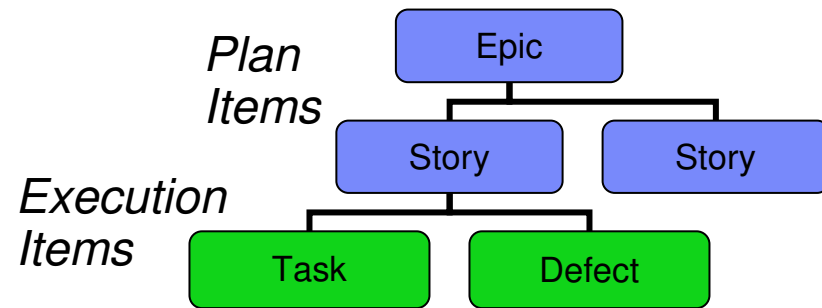 Plan
Items
Epic
Story
Story
Execution
Items
Task
Defect